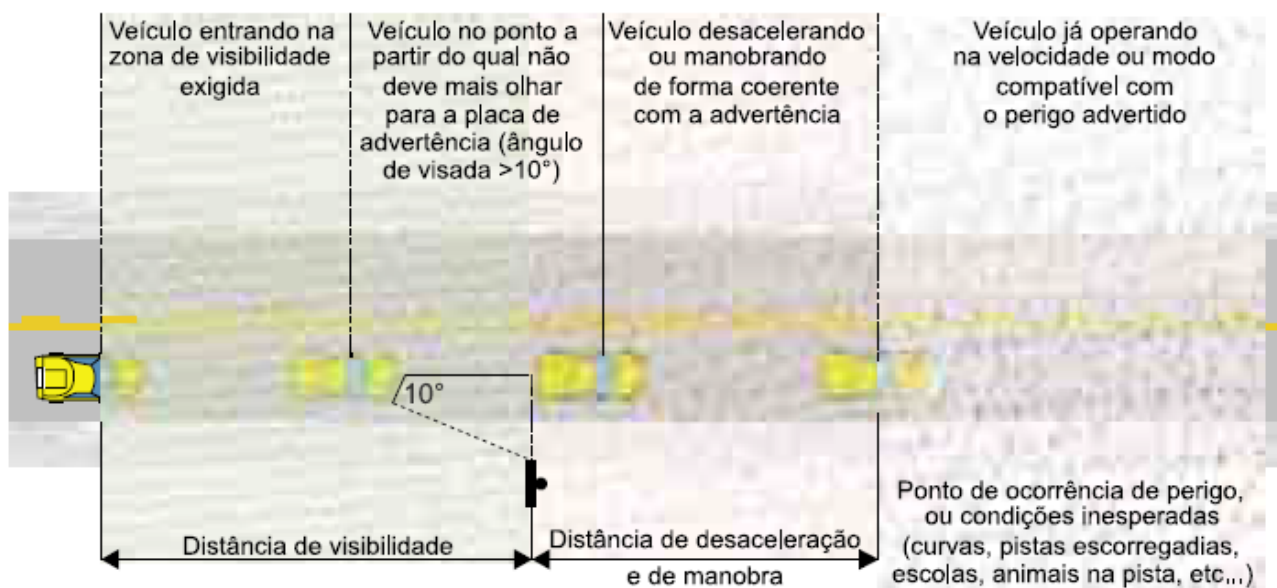 Veículo entrando na
zona de visibilidade
exigida
Veículo no ponto a
partir do qual não
deve mais olhar
para a placa de
advertência (ângulo
de visada >10°)
Veículo desacelerando
ou manobrando
de forma coerente
com a advertência
Veículo já operando
na velocidade ou modo
compatível com
o perigo advertido
10°
Distância de visibilidade
Distância de desaceleração
e de manobra
Ponto de ocorrência de perigo,
ou condições inesperadas
(curvas, pistas escorregadias,
escolas, animais na pista, etc...)